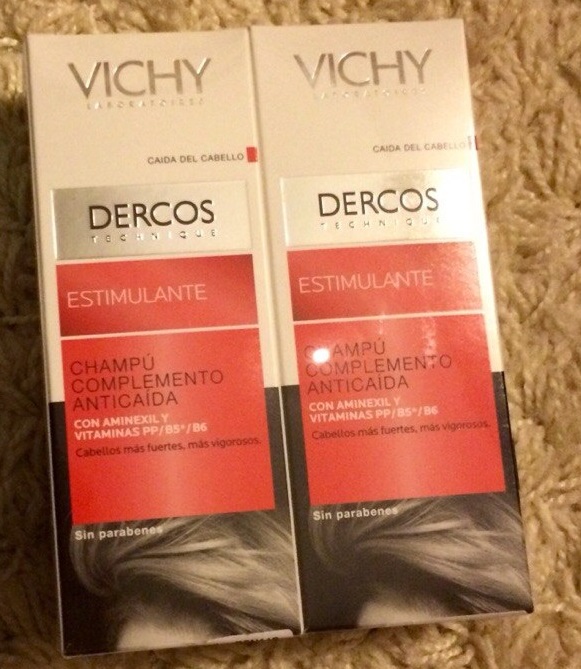 VICHY
LABORATOIRES
CAIDA DEL CABELLO
DERCOS
TECHNIQUE
ESTIMULANTE
CHAMPÚ
COMPLEMENTO
ANTICAÍDA
CON AMINEXIL Y
VITAMINAS PP/B5*/B6
Cabellos más fuertes, más vigorosos.
Sin parabenes
VICHY
LABORATOIRES
CAIDA DEL CABELLO
DERCOS
TECHNIQUE
ESTIMULANTE
CHAMPÚ
COMPLEMENTO
ANTICAÍDA
CON AMINEXIL Y
VITAMINAS PP/B5*/B6
Cabellos más fuertes, más vigorosos.
Sin parabenes